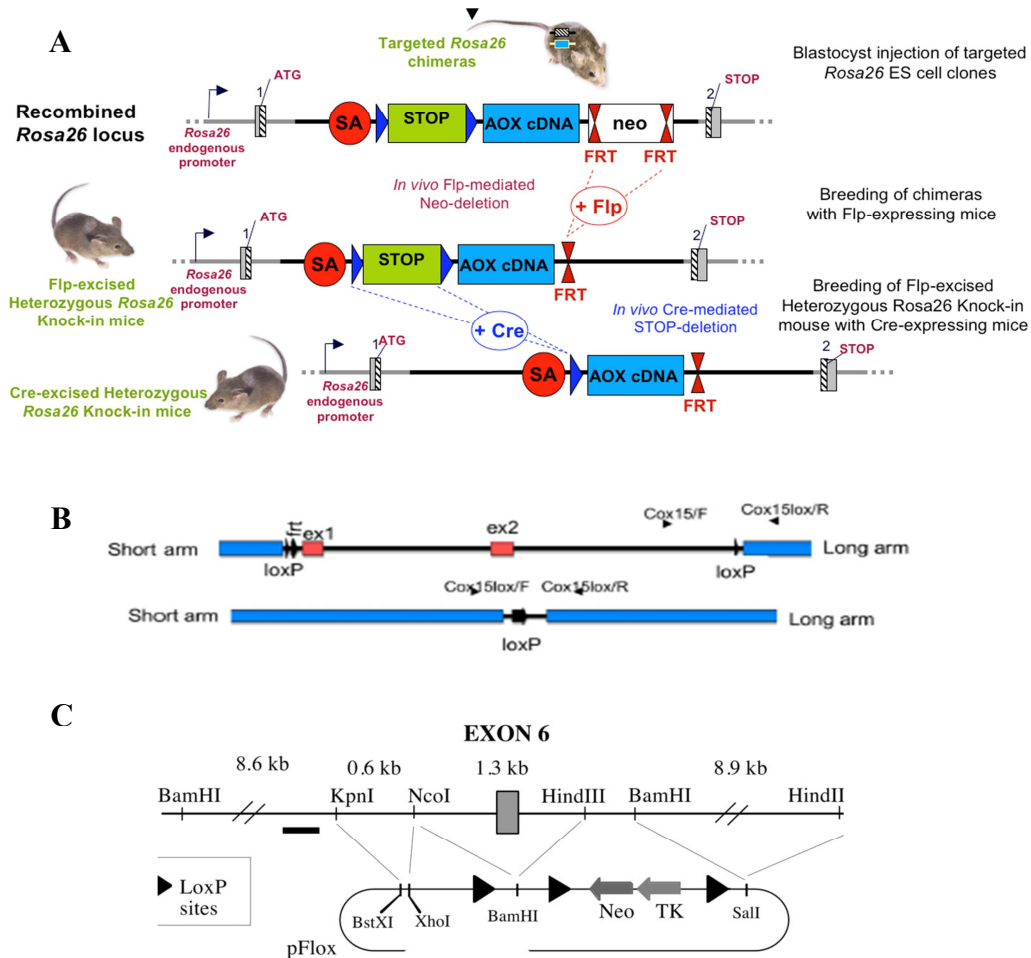 A
Targeted Rosa26
chimeras
Blastocyst injection of targeted
Rosa26 ES cell clones
Recombined
Rosa26 locus
1
ATG
Rosa26
endogenous
promoter
SA
STOP
AOX cDNA
neo
FRT
FRT
2
STOP
In vivo Flp-mediated
Neo-deletion
+ Flp
Breeding of chimeras
with Flp-expressing mice
1
ATG
Rosa26
endogenous
promoter
SA
STOP
AOX cDNA
FRT
2
STOP
Flp-excised
Heterozygous Rosa26
Knock-in mice
+ Cre
In vivo Cre-mediated
STOP-deletion
Breeding of Flp-excised
Heterozygous Rosa26 Knock-in
mouse with Cre-expressing mice
Cre-excised Heterozygous
Rosa26 Knock-in mice
1
ATG
Rosa26
endogenous
promoter
SA
AOX cDNA
FRT
2
STOP
B
Short arm
loxP
frt
ex1
ex2
Cox15/F
Cox15lox/R
loxP
Long arm
Short arm
Cox15lox/F
Cox15lox/R
loxP
Long arm
C
EXON 6
8.6 kb 0.6 kb 1.3 kb 8.9 kb
BamHI KpnI NcoI HindIII BamHI HindII
LoxP
sites
BstXI XhoI BamHI Neo TK SalI
pFlox